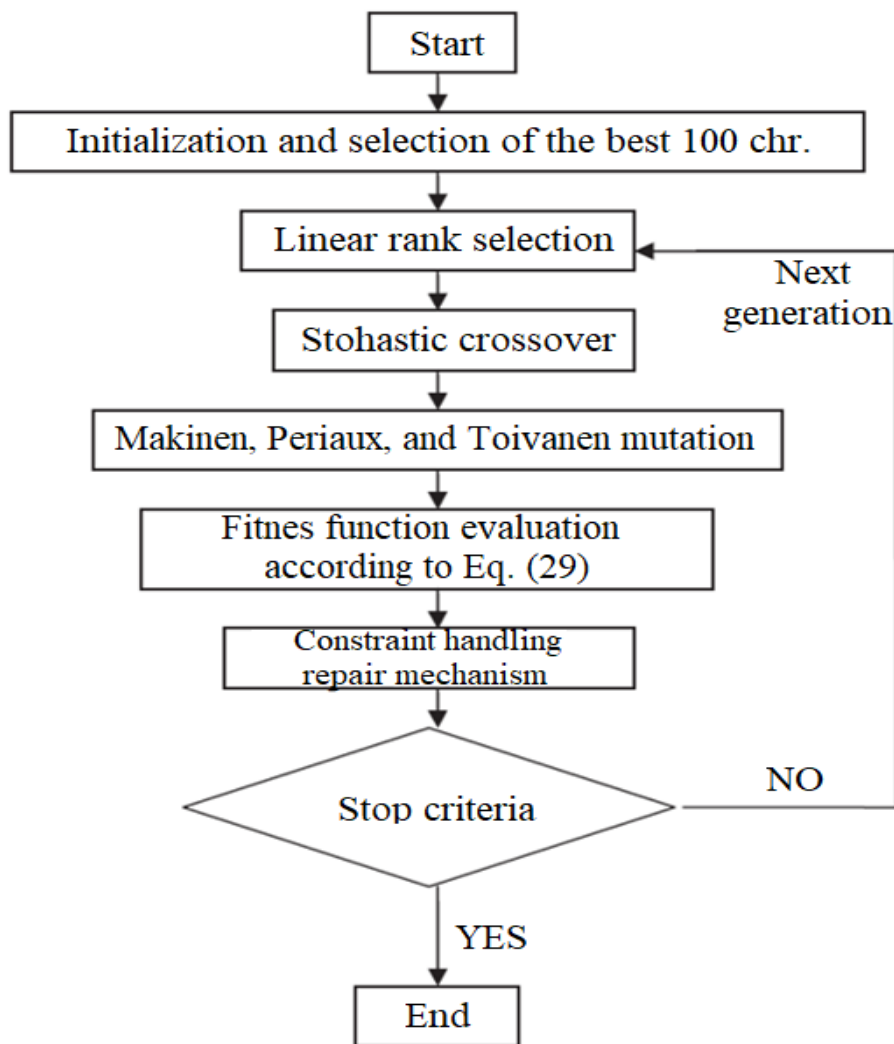 Start
Initialization and selection of the best 100 chr.
Linear rank selection
Next
generation
Stohastic crossover
Makinen, Periaux, and Toivanen mutation
Fitnes function evaluation
according to Eq. (29)
Constraint handling
repair mechanism
Stop criteria
NO
YES
End